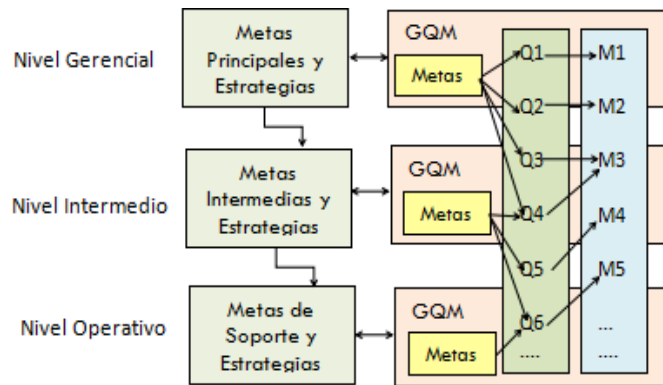 Nivel Gerencial
Metas
Principales y
Estrategias
GQM
Metas
Q1
M1
Q2
M2
Nivel Intermedio
Metas
Intermedias y
Estrategias
GQM
Metas
Q3
M3
Q4
M4
Q5
M5
Nivel Operativo
Metas de
Soporte y
Estrategias
GQM
Metas
Q6
...
....
....